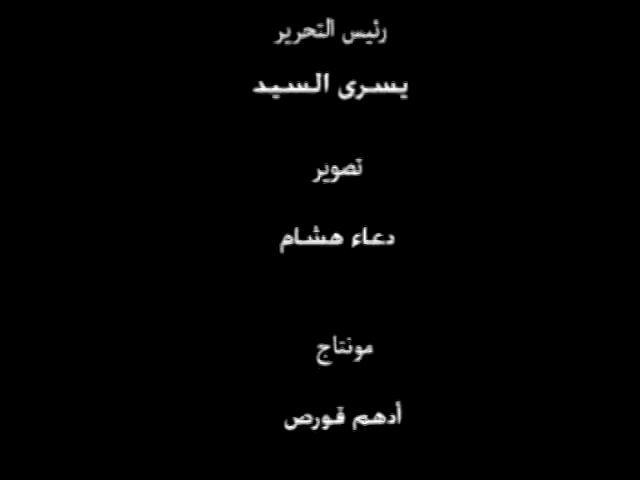 رئيس التحرير
يسرى السيد
تصوير
دعاء هشام
مونتاج
أدهم قورص